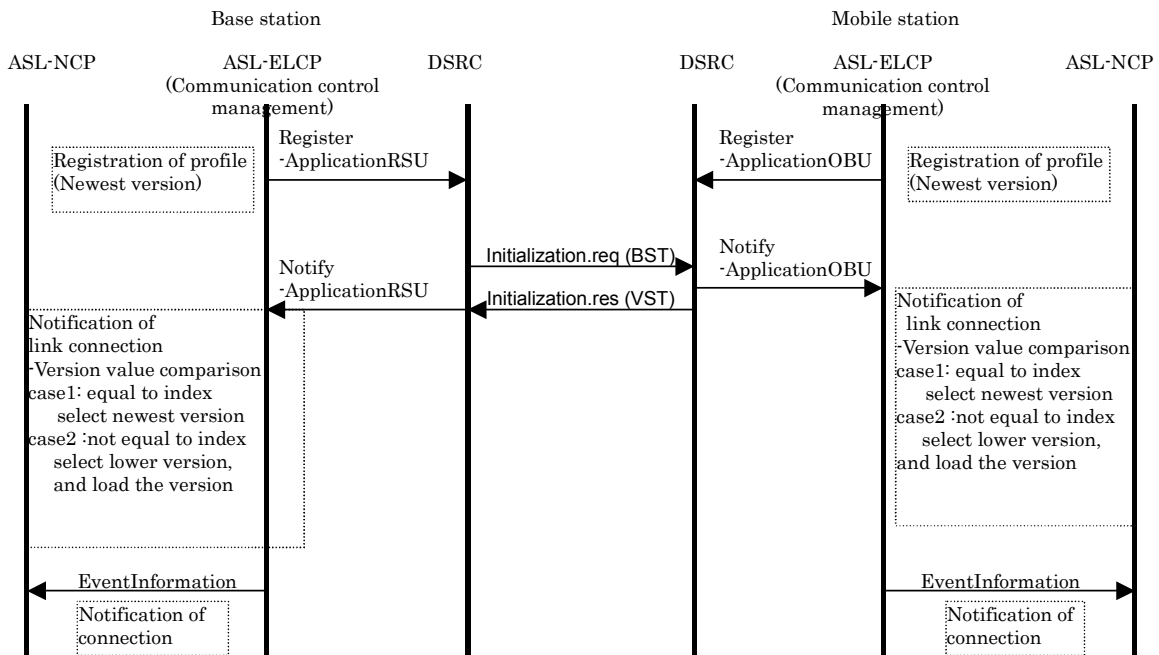 Base station
Mobile station
ASL-NCP
ASL-ELCP
(Communication control
management)
DSRC
DSRC
ASL-ELCP
(Communication control
management)
ASL-NCP
Registration of profile
(Newest version)
Register
-ApplicationRSU
Register
-ApplicationOBU
Registration of profile
(Newest version)
Initialization.req (BST)
Notify
-ApplicationOBU
Notify
-ApplicationRSU
Initialization.res (VST)
Notification of
link connection
-Version value comparison
case1: equal to index
select newest version
case2 :not equal to index
select lower version,
and load the version
Notification of
link connection
-Version value comparison
case1: equal to index
select newest version
case2 :not equal to index
select lower version,
and load the version
EventInformation
Notification of
connection
EventInformation
Notification of
connection